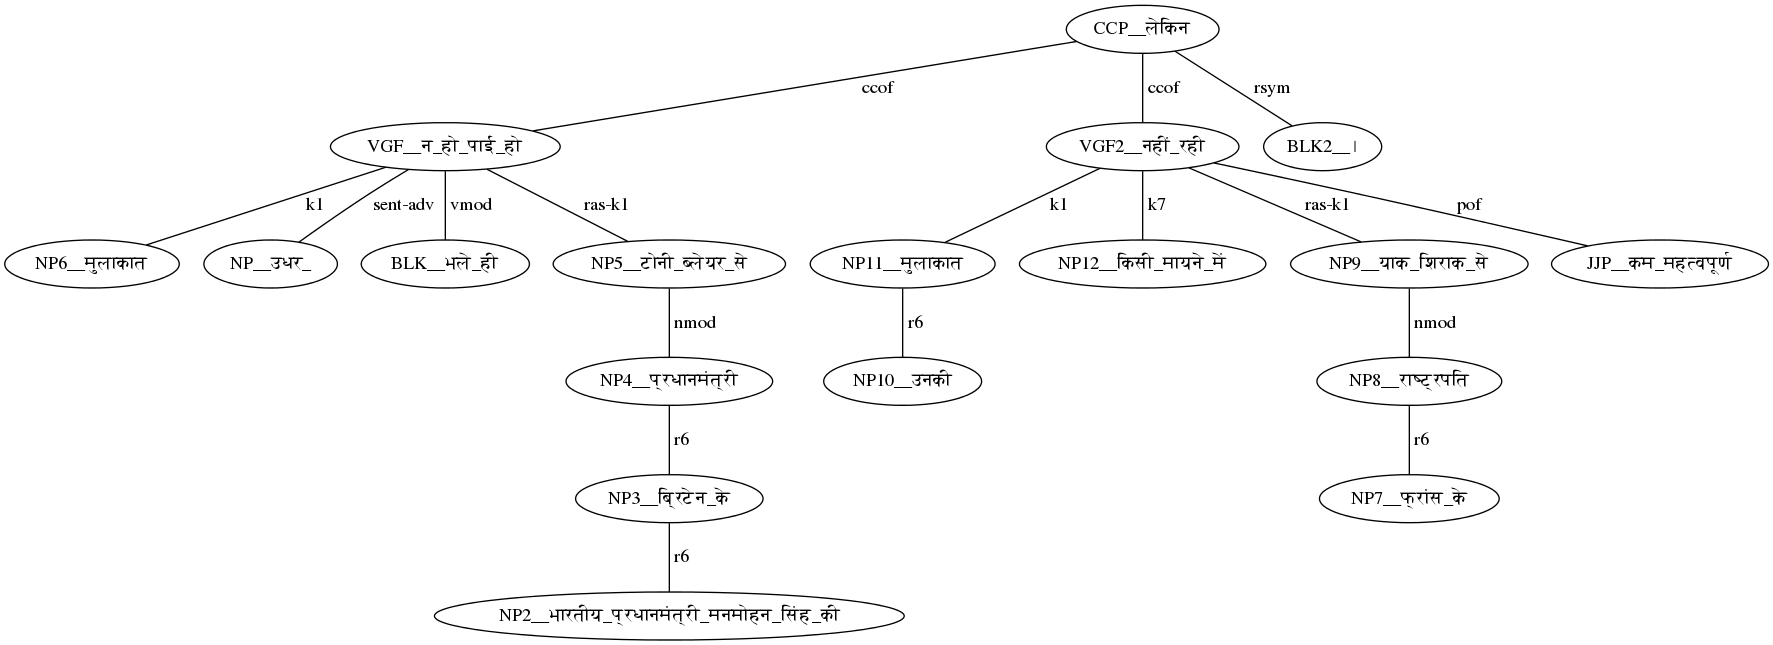 CCP__लेकिन
ccof ccof rsym
VGF__न_हो_पाई_हो VGF2__नहीं_रही BLK2__।
k1 sent-adv vmod ras-k1 k1 k7 ras-k1 pof
NP6__मुलाकात NP__उधर_ BLK__भले_ही NP5__टोनी_ब्लेयर_से NP11__मुलाकात NP12__किसी_मायने_में NP9__याक_शिराक_से JJP__कम_महत्वपूर्ण
nmod r6 nmod
NP4__प्रधानमंत्री NP10__उनकी NP8__राष्ट्रपति
r6 r6
NP3__ब्रिटेन_के NP7__फ्रांस_के
r6
NP2__भारतीय_प्रधानमंत्री_मनमोहन_सिंह_की